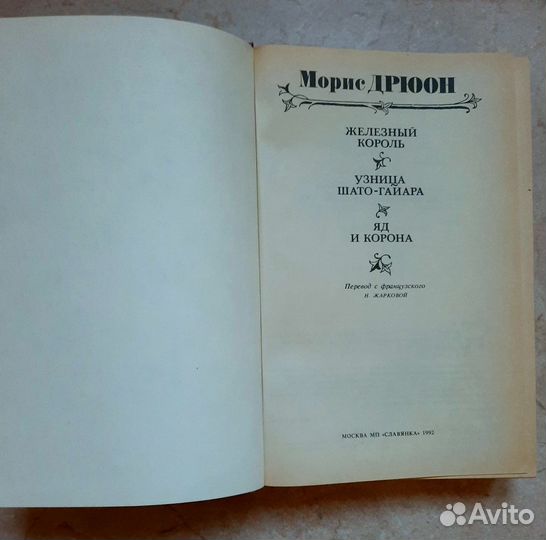 Морис ДРЮОН
ЖЕЛЕЗНЫЙ
КОРОЛЬ
УЗНИЦА
ШАТО-ГАЙАРА
ЯД
И КОРОНА
Перевод с французского
Н. ЖАРКОВОЙ
МОСКВА МП «СЛАВЯНКА» 1992
Avito